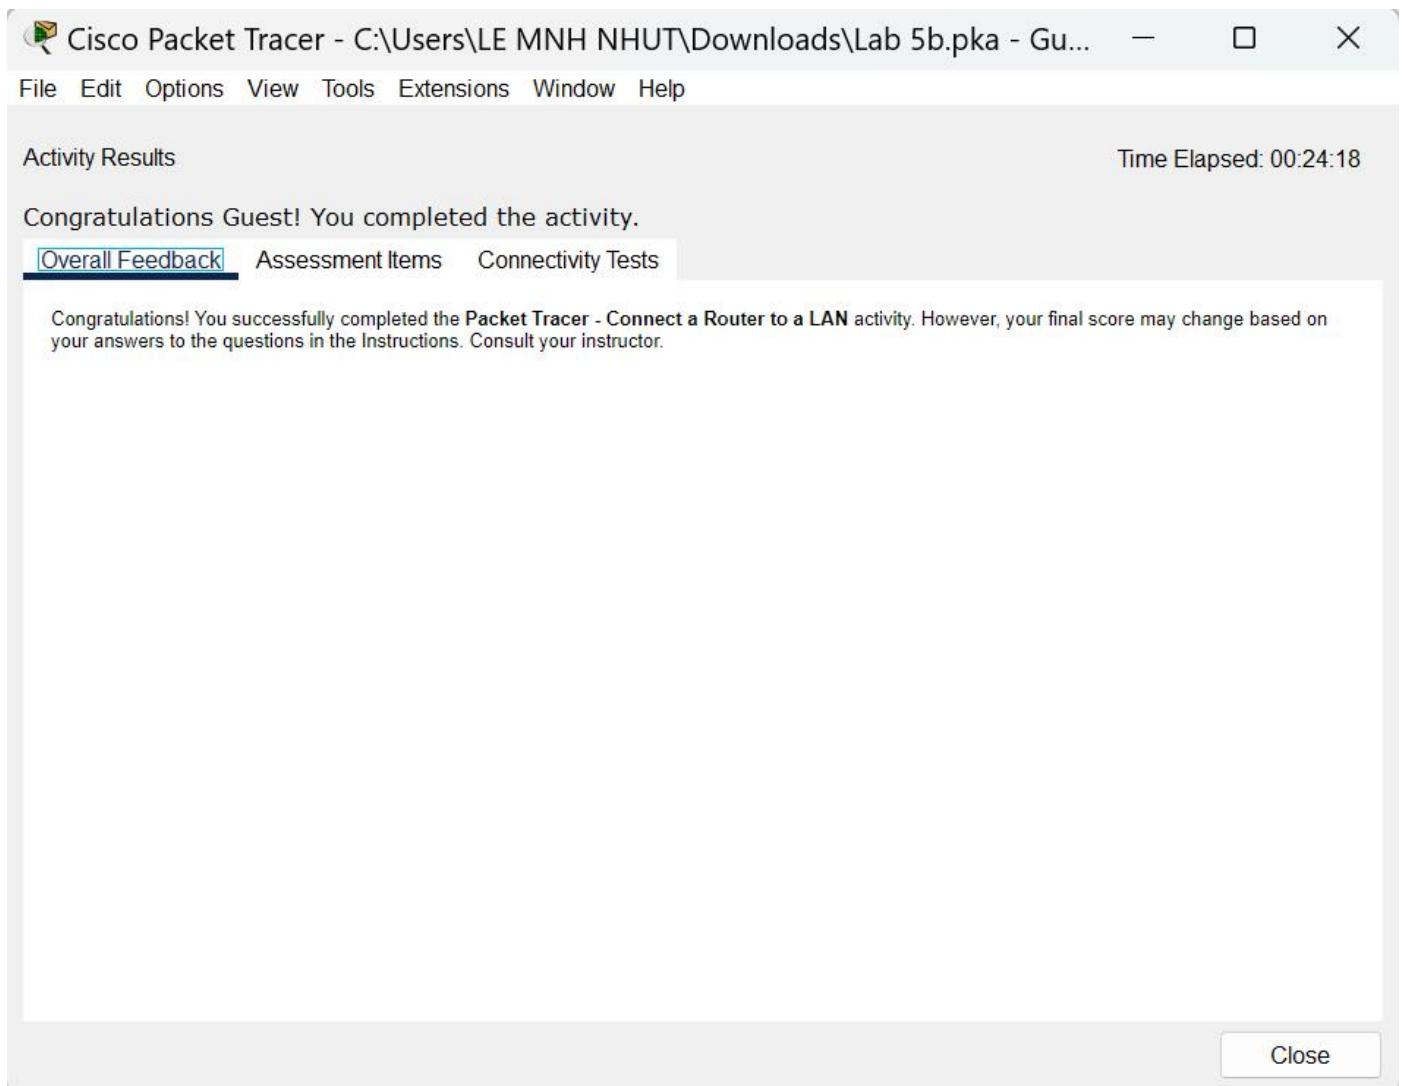 Cisco Packet Tracer - C:\Users\LE MNH NHUT\Downloads\Lab 5b.pka - Gu...
File Edit Options View Tools Extensions Window Help
Activity Results
Time Elapsed: 00:24:18
Congratulations Guest! You completed the activity.
Overall Feedback Assessment Items Connectivity Tests
Congratulations! You successfully completed the Packet Tracer - Connect a Router to a LAN activity. However, your final score may change based on
your answers to the questions in the Instructions. Consult your instructor.
Close